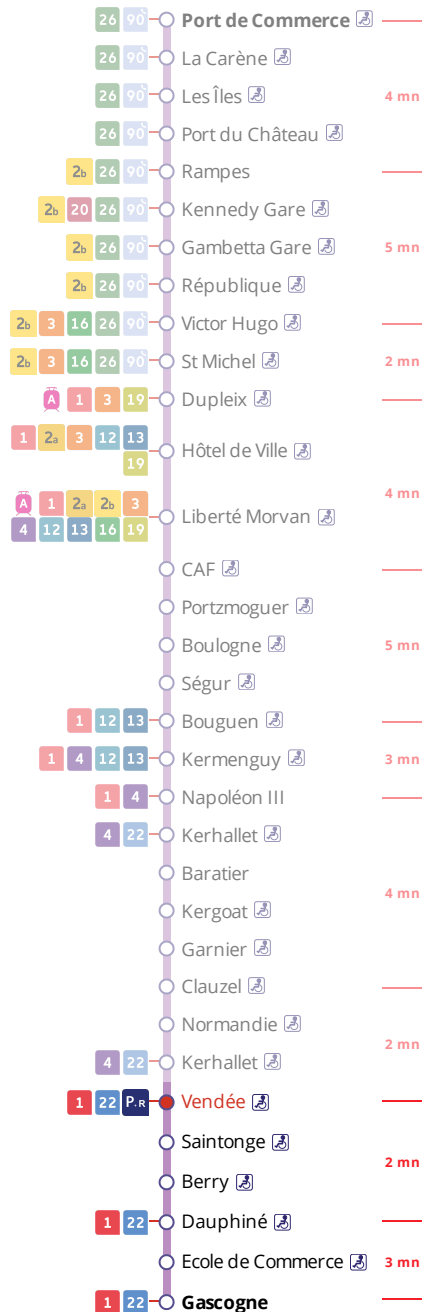 26 90 Port de Commerce
26 90 La Carène
26 90 Les Îles 4 mn
26 90 Port du Château
2b 26 90 Rampes
2b 20 26 90 Kennedy Gare
2b 26 90 Gambetta Gare 5 mn
2b 26 90 République
2b 3 16 26 90 Victor Hugo
2b 3 16 26 90 St Michel 2 mn
A 1 3 19 Dupleix
1 2a 3 12 13
19
Hôtel de Ville
4 mn
A 1 2a 2b 3
4 12 13 16 19
Liberté Morvan
CAF
Portzmoguer
Boulogne 5 mn
Ségur
1 12 13 Bouguen
1 4 12 13 Kermenguy 3 mn
1 4 Napoléon III
4 22 Kerhallet
Baratier
4 mn
Kergoat
Garnier
Clauzel
Normandie
2 mn
4 22 Kerhallet
1 22 P.R Vendée
Saintonge
2 mn
Berry
1 22 Dauphiné
Ecole de Commerce 3 mn
1 22 Gascogne